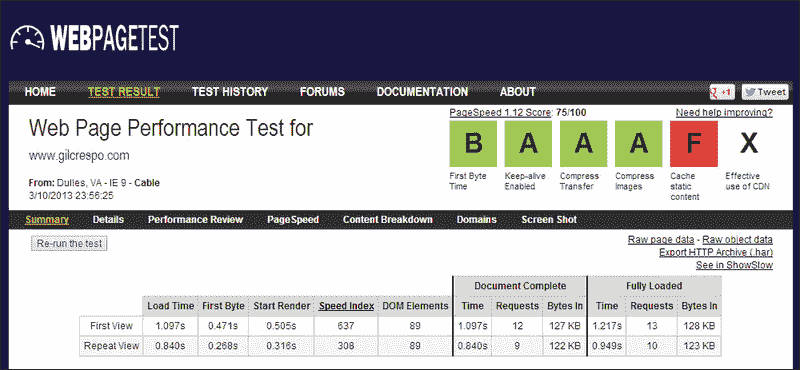 WEBPAGETEST
HOME TEST RESULT TEST HISTORY FORUMS DOCUMENTATION ABOUT +1 Tweet
Web Page Performance Test for
www.gilcrespo.com
From: Dulles, VA - IE 9 - Cable
3/10/2013 23:56:25
PageSpeed 1.12 Score: 75/100 Need help improving?
B A A A F X
First Byte Time
Keep-alive Enabled
Compress Transfer
Compress Images
Cache static content
Effective use of CDN
Summary Details Performance Review PageSpeed Content Breakdown Domains Screen Shot
Re-run the test
Raw page data - Raw object data
Export HTTP Archive (.har)
See in ShowSlow
Document Complete Fully Loaded
Load Time First Byte Start Render Speed Index DOM Elements Time Requests Bytes In Time Requests Bytes In
First View 1.097s 0.471s 0.505s 637 89 1.097s 12 127 KB 1.217s 13 128 KB
Repeat View 0.840s 0.268s 0.316s 308 89 0.840s 9 122 KB 0.949s 10 123 KB